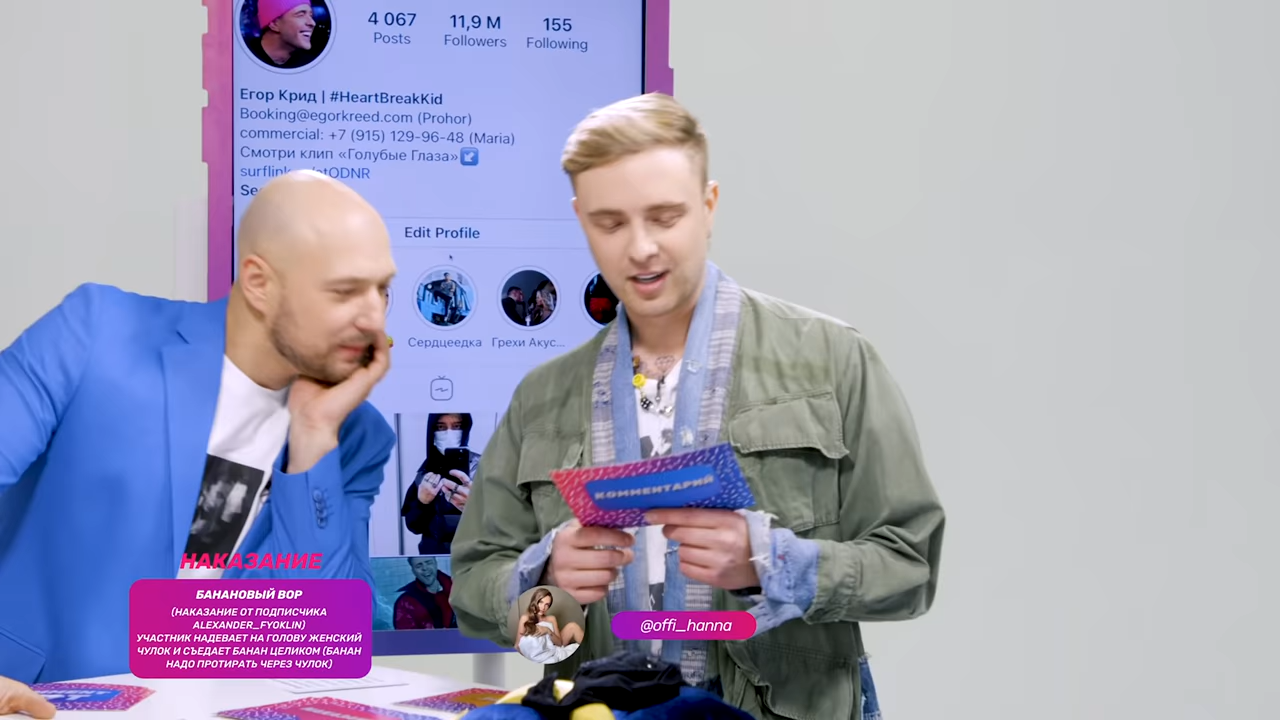 4 067
Posts
11,9 M
Followers
155
Following
Егор Крид | #HeartBreakKid
Booking@egorkreed.com (Prohor)
commercial: +7 (915) 129-96-48 (Maria)
Смотри клип «Голубые Глаза»
Edit Profile
Сердцеедка
Грехи Акус...
КОММЕНТАРИЙ
НАКАЗАНИЕ
БАНАНОВЫЙ ВОР
(НАКАЗАНИЕ ОТ ПОДПИСЧИКА
ALEXANDER_FYOKLIN)
УЧАСТНИК НАДЕВАЕТ НА ГОЛОВУ ЖЕНСКИЙ
ЧУЛОК И СЪЕДАЕТ БАНАН ЦЕЛИКОМ (БАНАН
НАДО ПРОТИРАТЬ ЧЕРЕЗ ЧУЛОК)
@offi_hanna